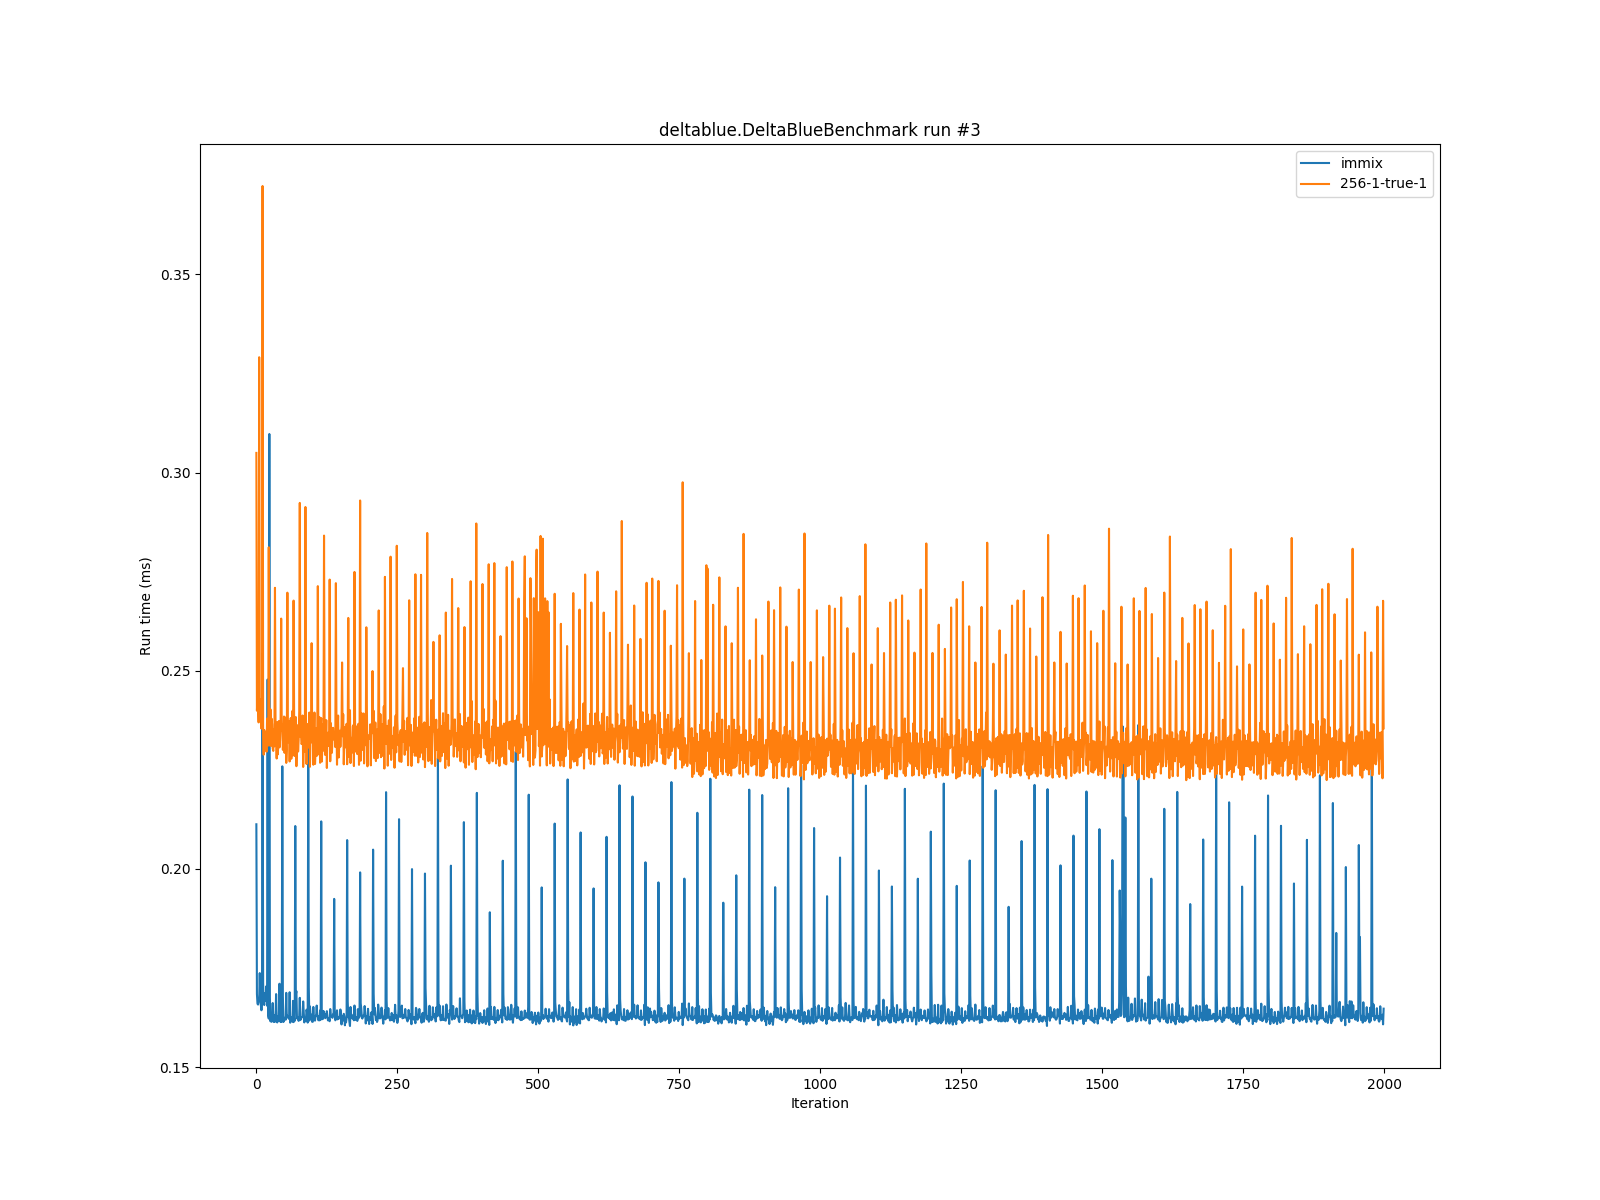 deltablue.DeltaBlueBenchmark run #3
immix
256-1-true-1
0.35
0.30
0.25
0.20
0.15
Run time (ms)
0 250 500 750 1000 1250 1500 1750 2000
Iteration